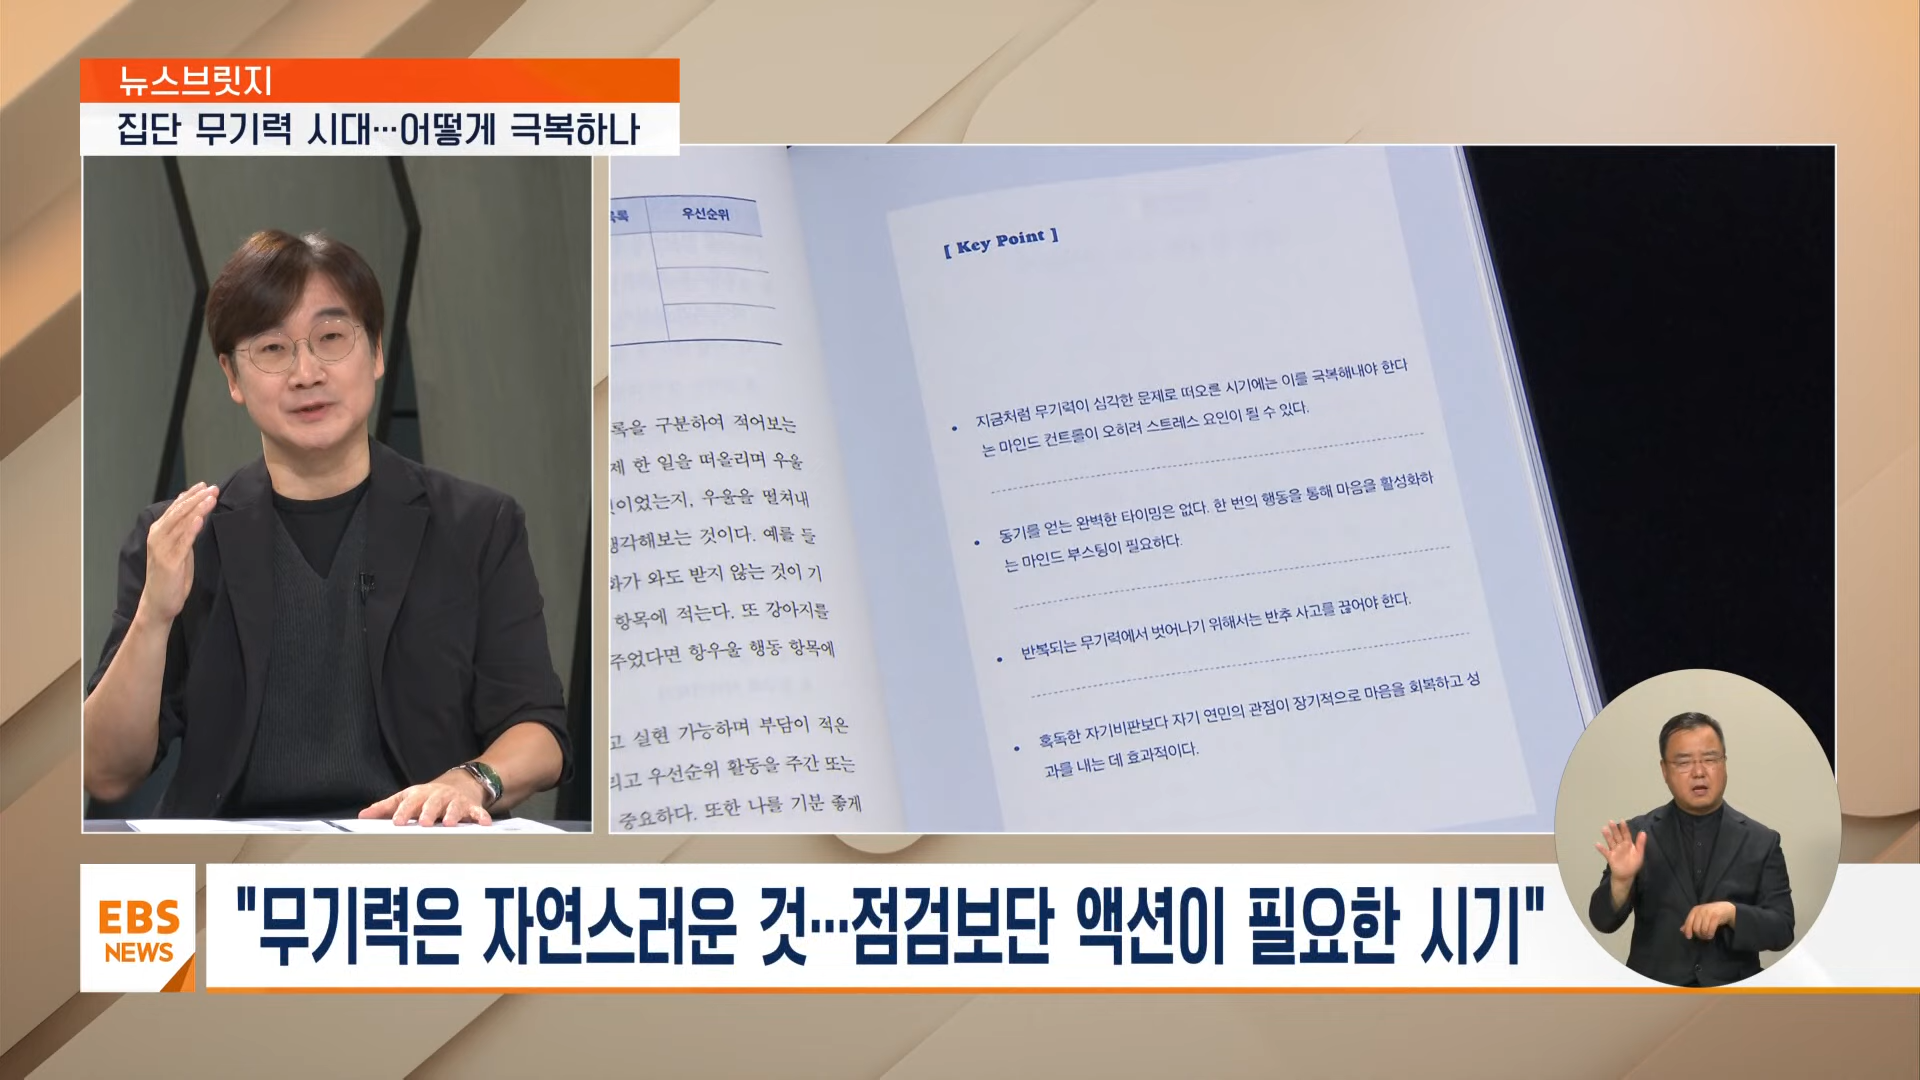 뉴스브릿지
집단 무기력 시대…어떻게 극복하나
우선순위
록을 구분하여 적어보는
제 한 일을 떠올리며 우울
이었는지, 우울을 떨쳐내
생각해보는 것이다. 예를 들
화가 와도 받지 않는 것이 기
항목에 적는다. 또 강아지를
주었다면 항우울 행동 항목에
고 실현 가능하며 부담이 적은
리고 우선순위 활동을 주간 또는
중요하다. 또한 나를 기분 좋게
[ Key Point ]
• 지금처럼 무기력이 심각한 문제로 떠오른 시기에는 이를 극복해내야 한다
는 마인드 컨트롤이 오히려 스트레스 요인이 될 수 있다.
• 동기를 얻는 완벽한 타이밍은 없다. 한 번의 행동을 통해 마음을 활성화하
는 마인드 부스팅이 필요하다.
• 반복되는 무기력에서 벗어나기 위해서는 반추 사고를 끊어야 한다.
• 혹독한 자기비판보다 자기 연민의 관점이 장기적으로 마음을 회복하고 성
과를 내는 데 효과적이다.
EBS
NEWS
"무기력은 자연스러운 것…점검보단 액션이 필요한 시기"